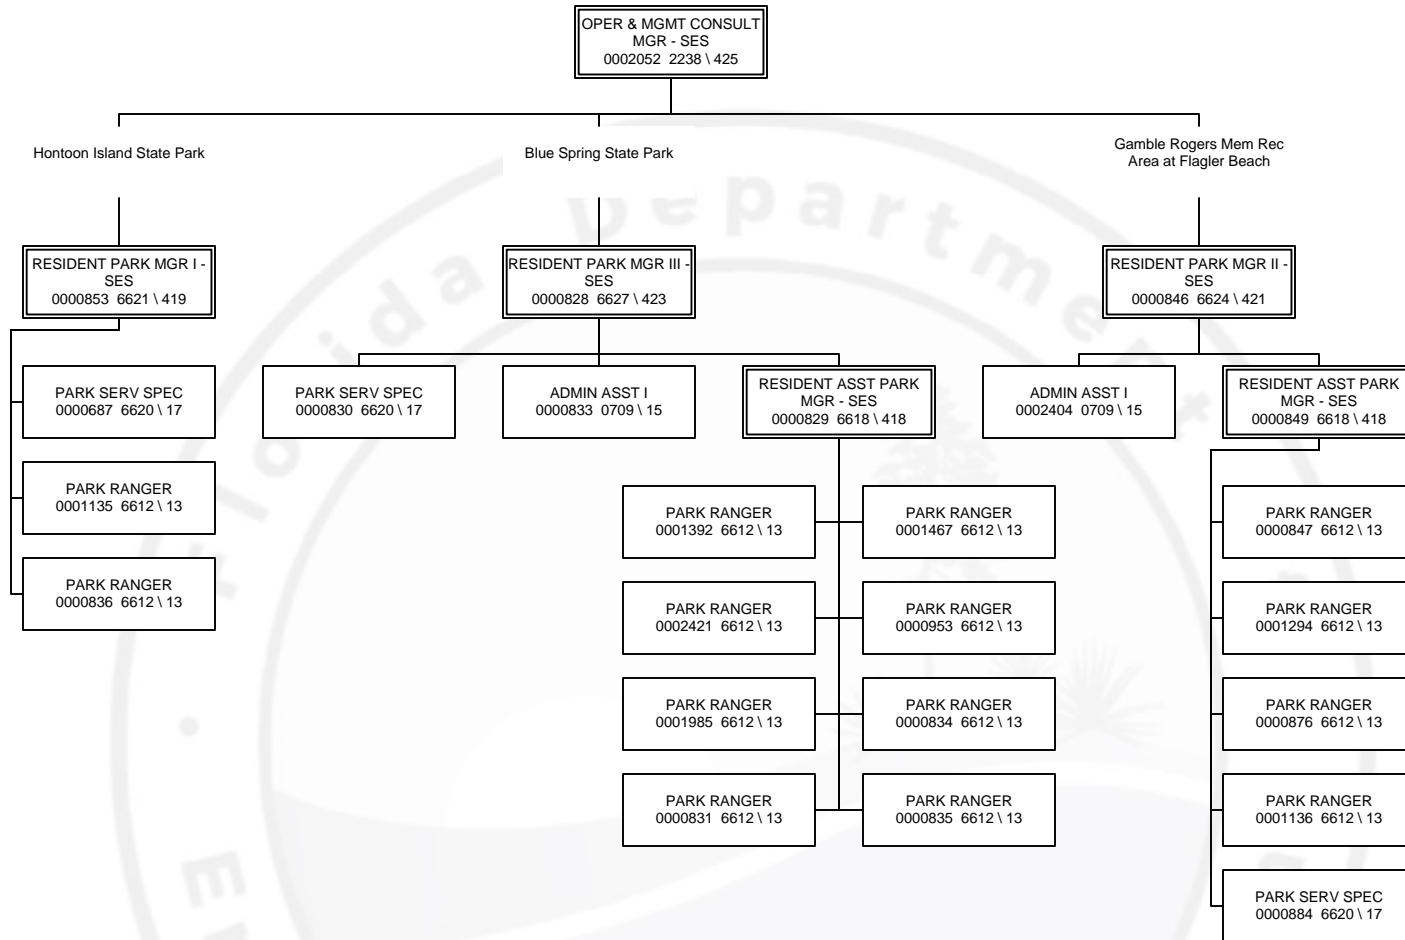 OPER & MGMT CONSULT
MGR - SES
0002052 2238 \ 425
Hontoon Island State Park
Blue Spring State Park
Gamble Rogers Mem Rec
Area at Flagler Beach
RESIDENT PARK MGR I -
SES
0000853 6621 \ 419
RESIDENT PARK MGR III -
SES
0000828 6627 \ 423
RESIDENT PARK MGR II -
SES
0000846 6624 \ 421
PARK SERV SPEC
0000687 6620 \ 17
PARK SERV SPEC
0000830 6620 \ 17
ADMIN ASST I
0000833 0709 \ 15
RESIDENT ASST PARK
MGR - SES
0000829 6618 \ 418
ADMIN ASST I
0002404 0709 \ 15
RESIDENT ASST PARK
MGR - SES
0000849 6618 \ 418
PARK RANGER
0001135 6612 \ 13
PARK RANGER
0000836 6612 \ 13
PARK RANGER
0001392 6612 \ 13
PARK RANGER
0001467 6612 \ 13
PARK RANGER
0002421 6612 \ 13
PARK RANGER
0000953 6612 \ 13
PARK RANGER
0001985 6612 \ 13
PARK RANGER
0000834 6612 \ 13
PARK RANGER
0000831 6612 \ 13
PARK RANGER
0000835 6612 \ 13
PARK RANGER
0000847 6612 \ 13
PARK RANGER
0001294 6612 \ 13
PARK RANGER
0000876 6612 \ 13
PARK RANGER
0001136 6612 \ 13
PARK SERV SPEC
0000884 6620 \ 17
Florida Department